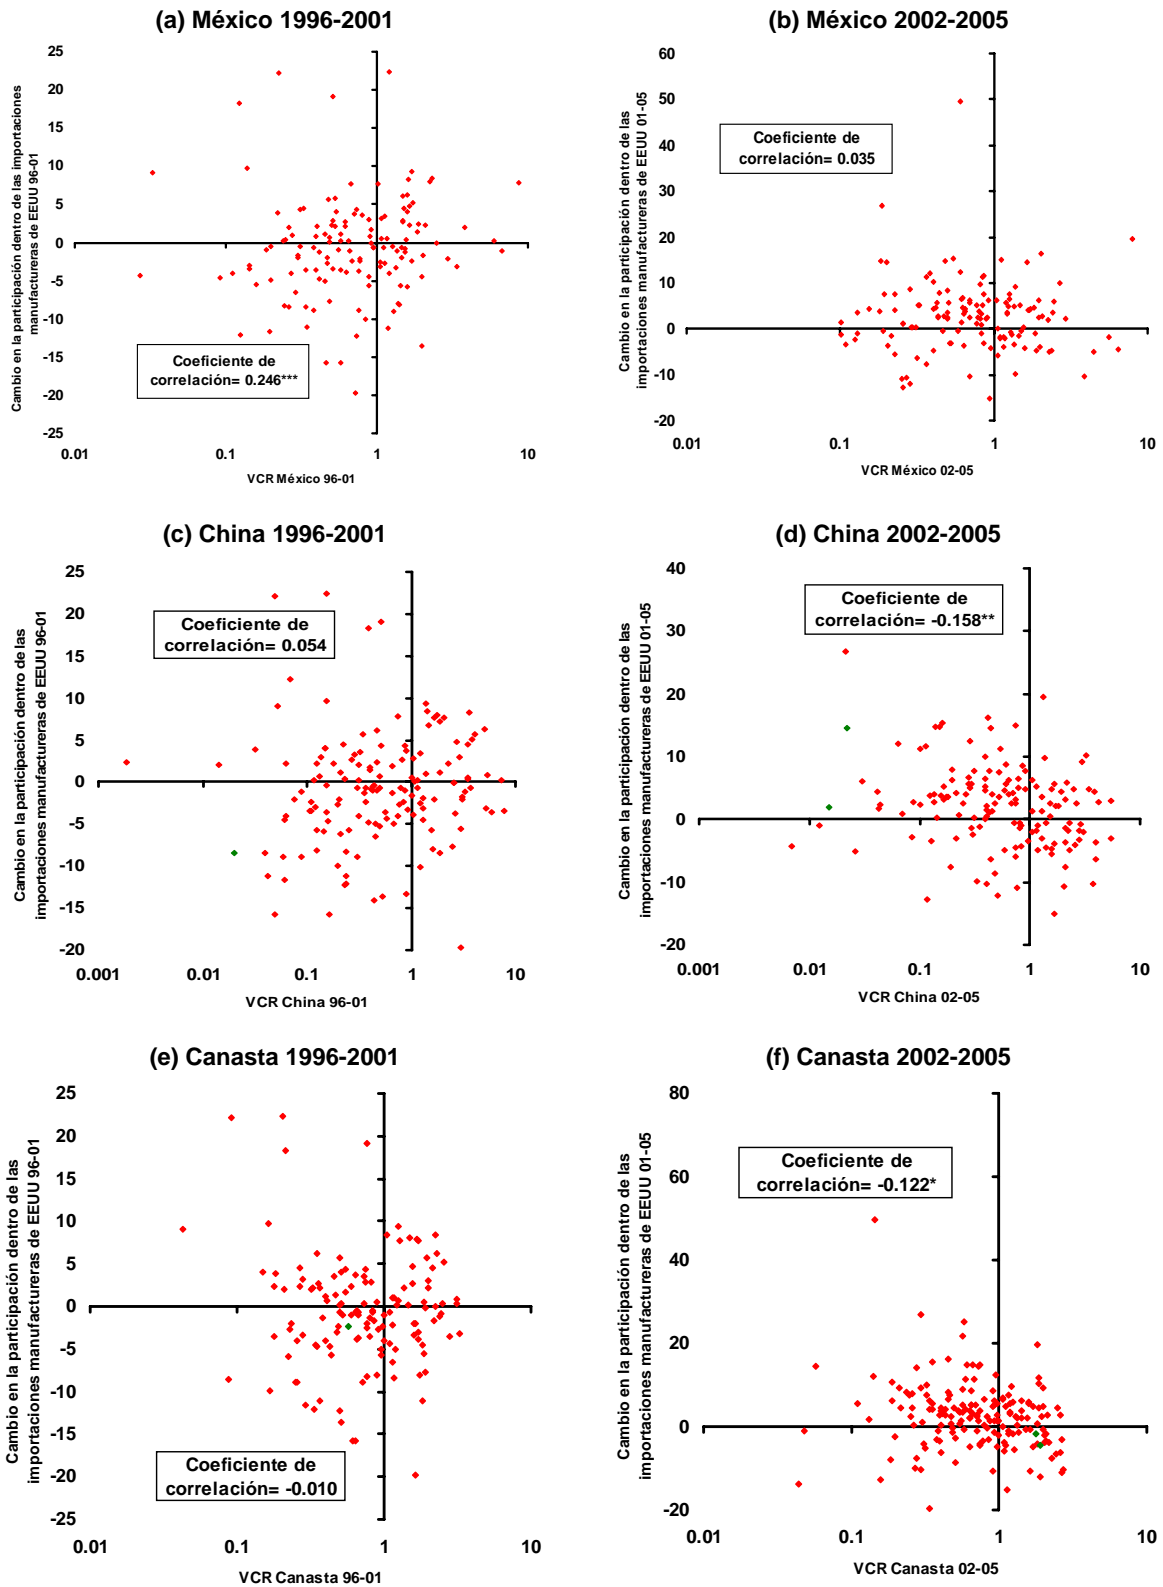 (a) México 1996-2001
Cambio en la participación dentro de las importaciones
manufactureras de EEUU 96-01
25
20
15
10
5
0
-5
-10
-15
-20
-25
Coeficiente de
correlación= 0.246***
0.01
0.1
1
10
VCR México 96-01
(b) México 2002-2005
Cambio en la participación dentro de las
importaciones manufactureras de EEUU 01-05
60
50
40
30
20
10
0
-10
-20
Coeficiente de
correlación= 0.035
0.01
0.1
1
10
VCR México 02-05
(c) China 1996-2001
Cambio en la participación dentro de las
importaciones manufactureras de EEUU 96-01
25
20
15
10
5
0
-5
-10
-15
-20
Coeficiente de
correlación= 0.054
0.001
0.01
0.1
1
10
VCR China 96-01
(d) China 2002-2005
Cambio en la participación dentro de las
importaciones manufactureras de EEUU 01-05
40
30
20
10
0
-10
-20
Coeficiente de
correlación= -0.158**
0.001
0.01
0.1
1
10
VCR China 02-05
(e) Canasta 1996-2001
Cambio en la participación dentro de las
importaciones manufactureras de EEUU 96-01
25
20
15
10
5
0
-5
-10
-15
-20
-25
Coeficiente de
correlación= -0.010
0.01
0.1
1
10
VCR Canasta 96-01
(f) Canasta 2002-2005
Cambio en la participación dentro de las
importaciones manufactureras de EEUU 01-05
80
60
40
20
0
-20
Coeficiente de
correlación= -0.122*
0.01
0.1
1
10
VCR Canasta 02-05